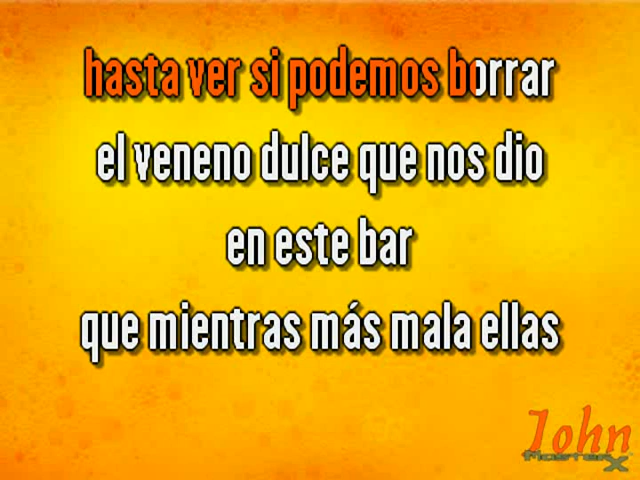 hasta ver si podemos borrar
el veneno dulce que nos dio
en este bar
que mientras más mala ellas
John